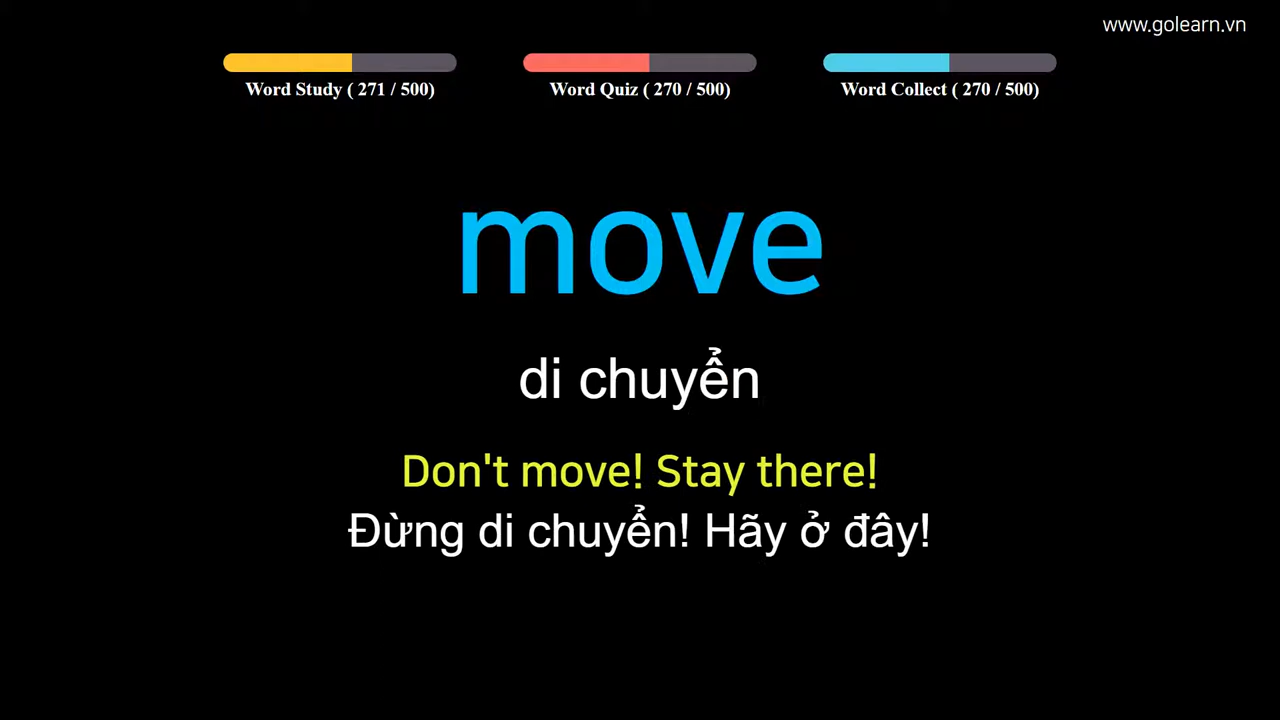 www.golearn.vn
Word Study ( 271 / 500)
Word Quiz ( 270 / 500)
Word Collect ( 270 / 500)
move
di chuyển
Don't move! Stay there!
Đừng di chuyển! Hãy ở đây!